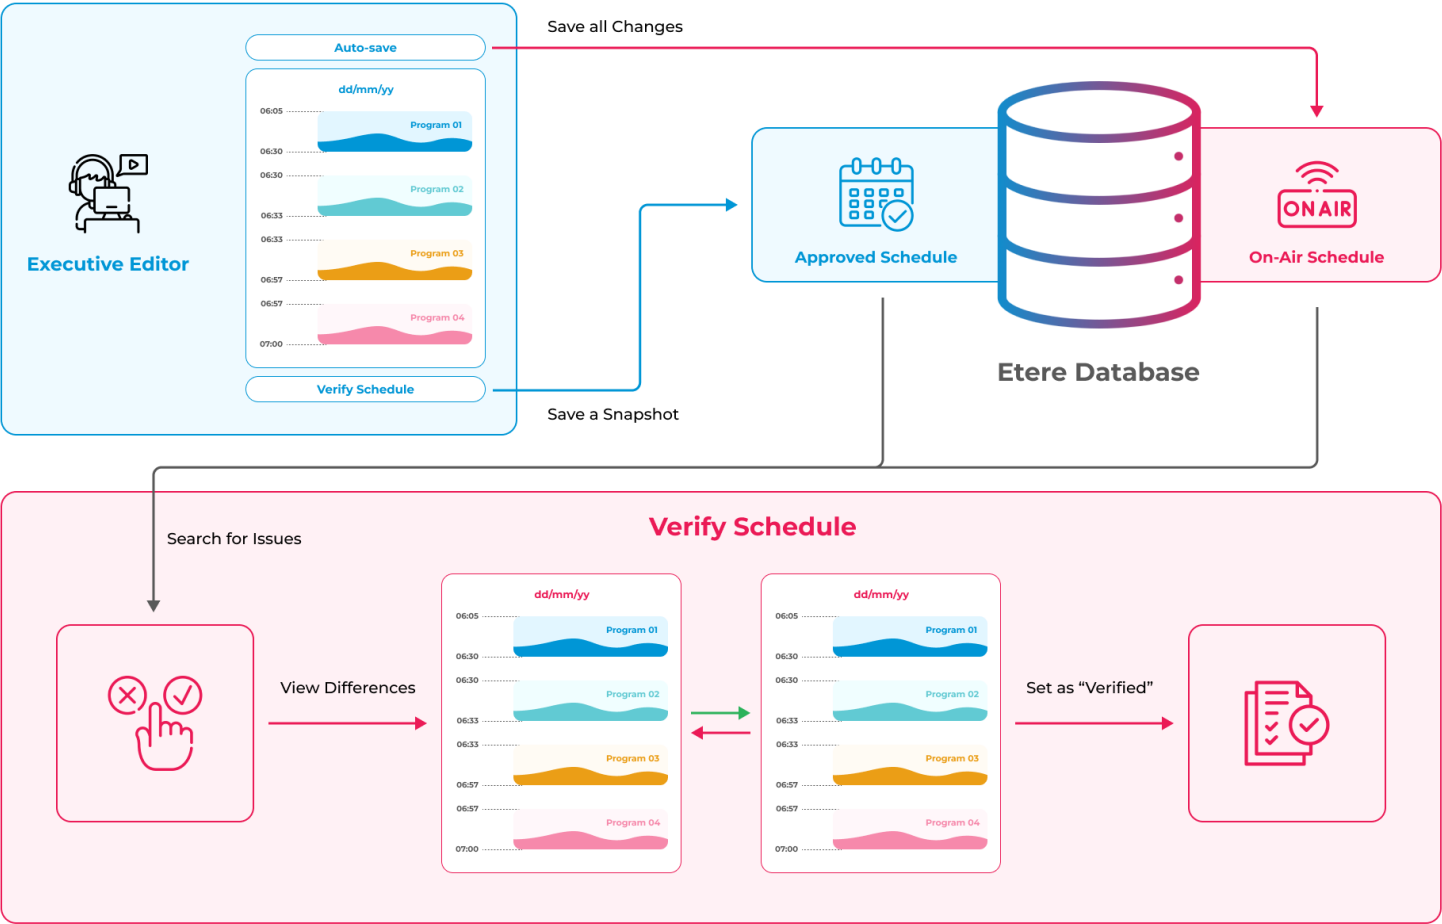 Save all Changes
Auto-save
dd/mm/yy
06:05
Program 01
06:30
06:30
Program 02
06:33
06:33
Program 03
06:57
06:57
Program 04
07:00
Executive Editor
Verify Schedule
Save a Snapshot
Approved Schedule
ON AIR
On-Air Schedule
Etere Database
Verify Schedule
Search for Issues
View Differences
dd/mm/yy
06:05
Program 01
06:30
06:30
Program 02
06:33
06:33
Program 03
06:57
06:57
Program 04
07:00
dd/mm/yy
06:05
Program 01
06:30
06:30
Program 02
06:33
06:33
Program 03
06:57
06:57
Program 04
07:00
Set as “Verified”